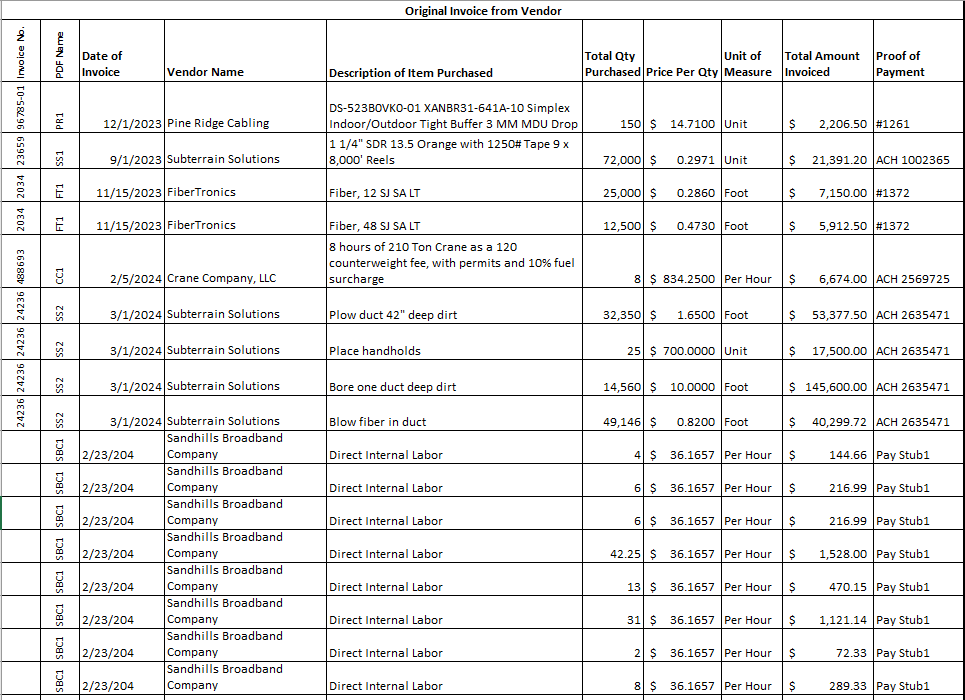 Original Invoice from Vendor
Invoice No. PDF Name Date of Invoice Vendor Name Description of Item Purchased Total Qty Purchased Price Per Qty Unit of Measure Total Amount Invoiced Proof of Payment
96785-01 PR1 12/1/2023 Pine Ridge Cabling DS-523B0VK0-01 XANBR31-641A-10 Simplex Indoor/Outdoor Tight Buffer 3 MM MDU Drop 150 $ 14.7100 Unit $ 2,206.50 #1261
23659 SS1 9/1/2023 Subterrain Solutions 1 1/4" SDR 13.5 Orange with 1250# Tape 9 x 8,000' Reels 72,000 $ 0.2971 Unit $ 21,391.20 ACH 1002365
2034 FT1 11/15/2023 FiberTronics Fiber, 12 SJ SA LT 25,000 $ 0.2860 Foot $ 7,150.00 #1372
2034 FT1 11/15/2023 FiberTronics Fiber, 48 SJ SA LT 12,500 $ 0.4730 Foot $ 5,912.50 #1372
488693 CC1 2/5/2024 Crane Company, LLC 8 hours of 210 Ton Crane as a 120 counterweight fee, with permits and 10% fuel surcharge 8 $ 834.2500 Per Hour $ 6,674.00 ACH 2569725
24236 SS2 3/1/2024 Subterrain Solutions Plow duct 42" deep dirt 32,350 $ 1.6500 Foot $ 53,377.50 ACH 2635471
24236 SS2 3/1/2024 Subterrain Solutions Place handholds 25 $ 700.0000 Unit $ 17,500.00 ACH 2635471
24236 SS2 3/1/2024 Subterrain Solutions Bore one duct deep dirt 14,560 $ 10.0000 Foot $ 145,600.00 ACH 2635471
24236 SS2 3/1/2024 Subterrain Solutions Blow fiber in duct 49,146 $ 0.8200 Foot $ 40,299.72 ACH 2635471
SBC1 2/23/204 Sandhills Broadband Company Direct Internal Labor 4 $ 36.1657 Per Hour $ 144.66 Pay Stub1
SBC1 2/23/204 Sandhills Broadband Company Direct Internal Labor 6 $ 36.1657 Per Hour $ 216.99 Pay Stub1
SBC1 2/23/204 Sandhills Broadband Company Direct Internal Labor 6 $ 36.1657 Per Hour $ 216.99 Pay Stub1
SBC1 2/23/204 Sandhills Broadband Company Direct Internal Labor 42.25 $ 36.1657 Per Hour $ 1,528.00 Pay Stub1
SBC1 2/23/204 Sandhills Broadband Company Direct Internal Labor 13 $ 36.1657 Per Hour $ 470.15 Pay Stub1
SBC1 2/23/204 Sandhills Broadband Company Direct Internal Labor 31 $ 36.1657 Per Hour $ 1,121.14 Pay Stub1
SBC1 2/23/204 Sandhills Broadband Company Direct Internal Labor 2 $ 36.1657 Per Hour $ 72.33 Pay Stub1
SBC1 2/23/204 Sandhills Broadband Company Direct Internal Labor 8 $ 36.1657 Per Hour $ 289.33 Pay Stub1